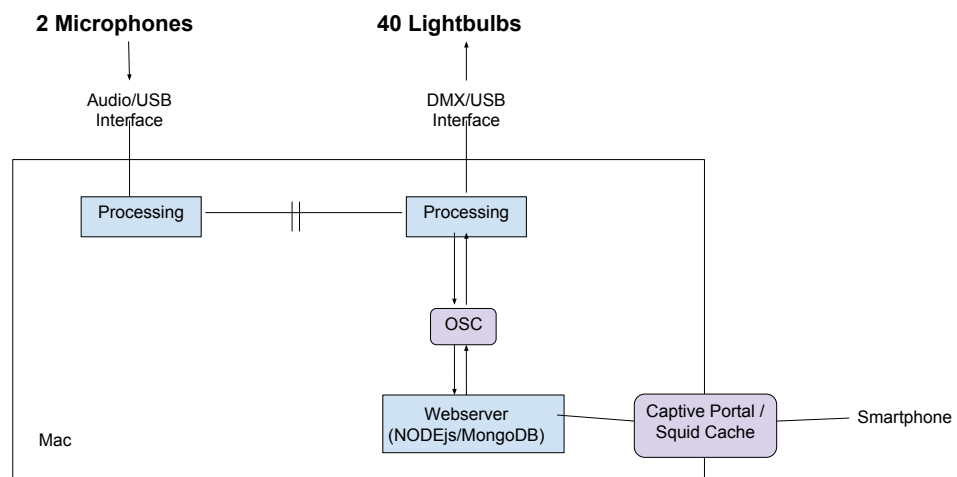 2 Microphones
40 Lightbulbs
Audio/USB
Interface
DMX/USB
Interface
Processing
Processing
OSC
Webserver
(NODEjs/MongoDB)
Captive Portal /
Squid Cache
Smartphone
Mac